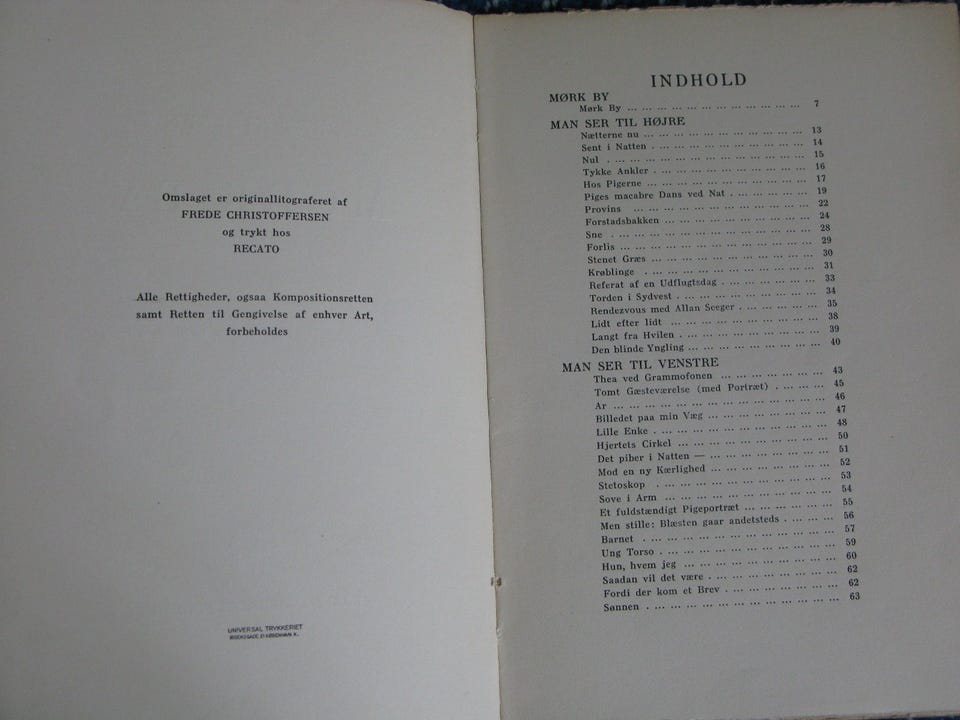 Omslaget er originallitograferet af
FREDE CHRISTOFFERSEN
og trykt hos
RECATO
Alle Rettigheder, ogsaa Kompositionsretten
samt Retten til Gengivelse af enhver Art,
forbeholdes
UNIVERSAL TRYKKERIET
KØBENHAVN K.
INDHOLD
MØRK BY
Mørk By ... ... ... ... ... ... ... ... ... ... ... ... 7
MAN SER TIL HØJRE
Nætterne nu ... ... ... ... ... ... ... ... ... ... ... 13
Sent i Natten . ... ... ... ... ... ... ... ... ... ... 14
Nul . ... ... ... ... ... ... ... ... ... ... ... ... ... 15
Tykke Ankler . ... ... ... ... ... ... ... ... ... ... 16
Hos Pigerne ... ... ... ... ... ... ... ... ... ... ... 17
Piges macabre Dans ved Nat . ... ... ... ... ... 19
Provins ... ... ... ... ... ... ... ... ... ... ... ... 22
Forstadsbakken . ... ... ... ... ... ... ... ... ... 24
Sne . ... ... ... ... ... ... ... ... ... ... ... ... ... 28
Forlis ... ... ... ... ... ... ... ... ... ... ... ... ... 29
Stenet Græs ... ... ... ... ... ... ... ... ... ... ... 30
Krøblinge . ... ... ... ... ... ... ... ... ... ... ... 31
Referat af en Udflugtsdag . ... ... ... ... ... ... 33
Torden i Sydvest . ... ... ... ... ... ... ... ... ... 34
Rendezvous med Allan Seeger . ... ... ... ... ... 35
Lidt efter lidt ... ... ... ... ... ... ... ... ... ... 38
Langt fra Hvilen . ... ... ... ... ... ... ... ... ... 39
Den blinde Yngling ... ... ... ... ... ... ... ... ... 40
MAN SER TIL VENSTRE
Thea ved Grammofonen ... ... ... ... ... ... ... 43
Tomt Gæsteværelse (med Portræt) . ... ... ... 45
Ar ... ... ... ... ... ... ... ... ... ... ... ... ... ... 46
Billedet paa min Væg ... ... ... ... ... ... ... ... 47
Lille Enke . ... ... ... ... ... ... ... ... ... ... ... 48
Hjertets Cirkel ... ... ... ... ... ... ... ... ... ... 50
Det piber i Natten — ... ... ... ... ... ... ... ... 51
Mod en ny Kærlighed ... ... ... ... ... ... ... ... 52
Stetoskop . ... ... ... ... ... ... ... ... ... ... ... 53
Sove i Arm ... ... ... ... ... ... ... ... ... ... ... 54
Et fuldstændigt Pigeportræt ... ... ... ... ... ... 55
Men stille: Blæsten gaar andetsteds . ... ... ... 56
Barnet . ... ... ... ... ... ... ... ... ... ... ... ... 57
Ung Torso . ... ... ... ... ... ... ... ... ... ... ... 59
Hun, hvem jeg ... ... ... ... ... ... ... ... ... ... 60
Saadan vil det være . ... ... ... ... ... ... ... ... 62
Fordi der kom et Brev . ... ... ... ... ... ... ... 62
Sønnen . ... ... ... ... ... ... ... ... ... ... ... ... 63